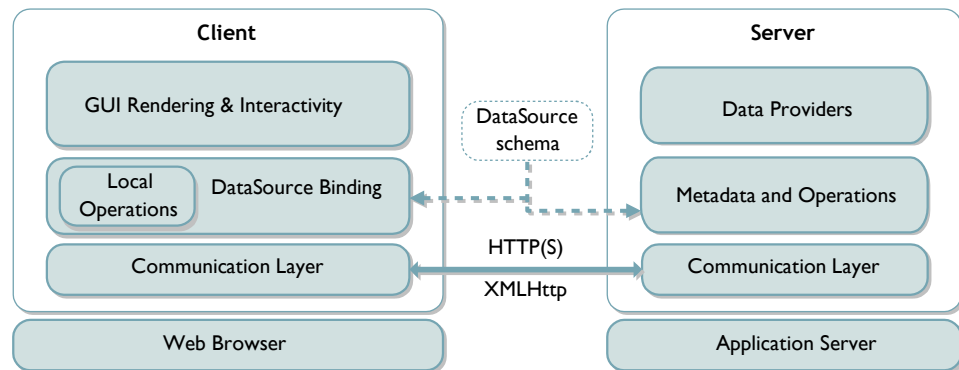 Client
GUI Rendering & Interactivity
Local
Operations
DataSource Binding
Communication Layer
Web Browser
DataSource
schema
HTTP(S)
XMLHttp
Server
Data Providers
Metadata and Operations
Communication Layer
Application Server